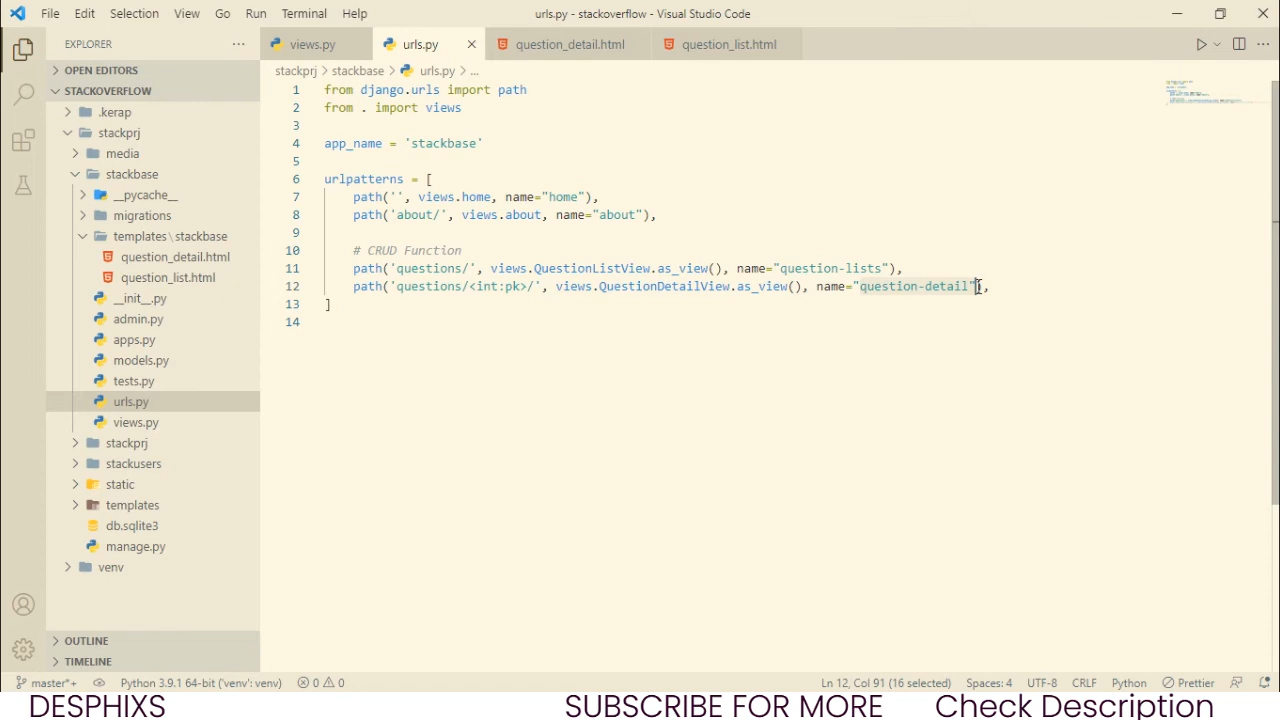 File Edit Selection View Go Run Terminal Help
urls.py - stackoverflow - Visual Studio Code
EXPLORER
views.py
urls.py
question_detail.html
question_list.html
OPEN EDITORS
STACKOVERFLOW
.kerap
stackprj
media
stackbase
__pycache__
migrations
templates \ stackbase
question_detail.html
question_list.html
__init__.py
admin.py
apps.py
models.py
tests.py
urls.py
views.py
stackprj
stackusers
static
templates
db.sqlite3
manage.py
venv
OUTLINE
TIMELINE
stackprj > stackbase > urls.py > ...
1 from django.urls import path
2 from . import views
3
4 app_name = 'stackbase'
5
6 urlpatterns = [
7 path('', views.home, name="home"),
8 path('about/', views.about, name="about"),
9
10 # CRUD Function
11 path('questions/', views.QuestionListView.as_view(), name="question-lists"),
12 path('questions/<int:pk>/', views.QuestionDetailView.as_view(), name="question-detail"),
13 ]
14
master*+ Python 3.9.1 64-bit ('venv': venv) 0 0 Ln 12, Col 91 (16 selected) Spaces: 4 UTF-8 CRLF Python Prettier
DESPHIXS SUBSCRIBE FOR MORE Check Description